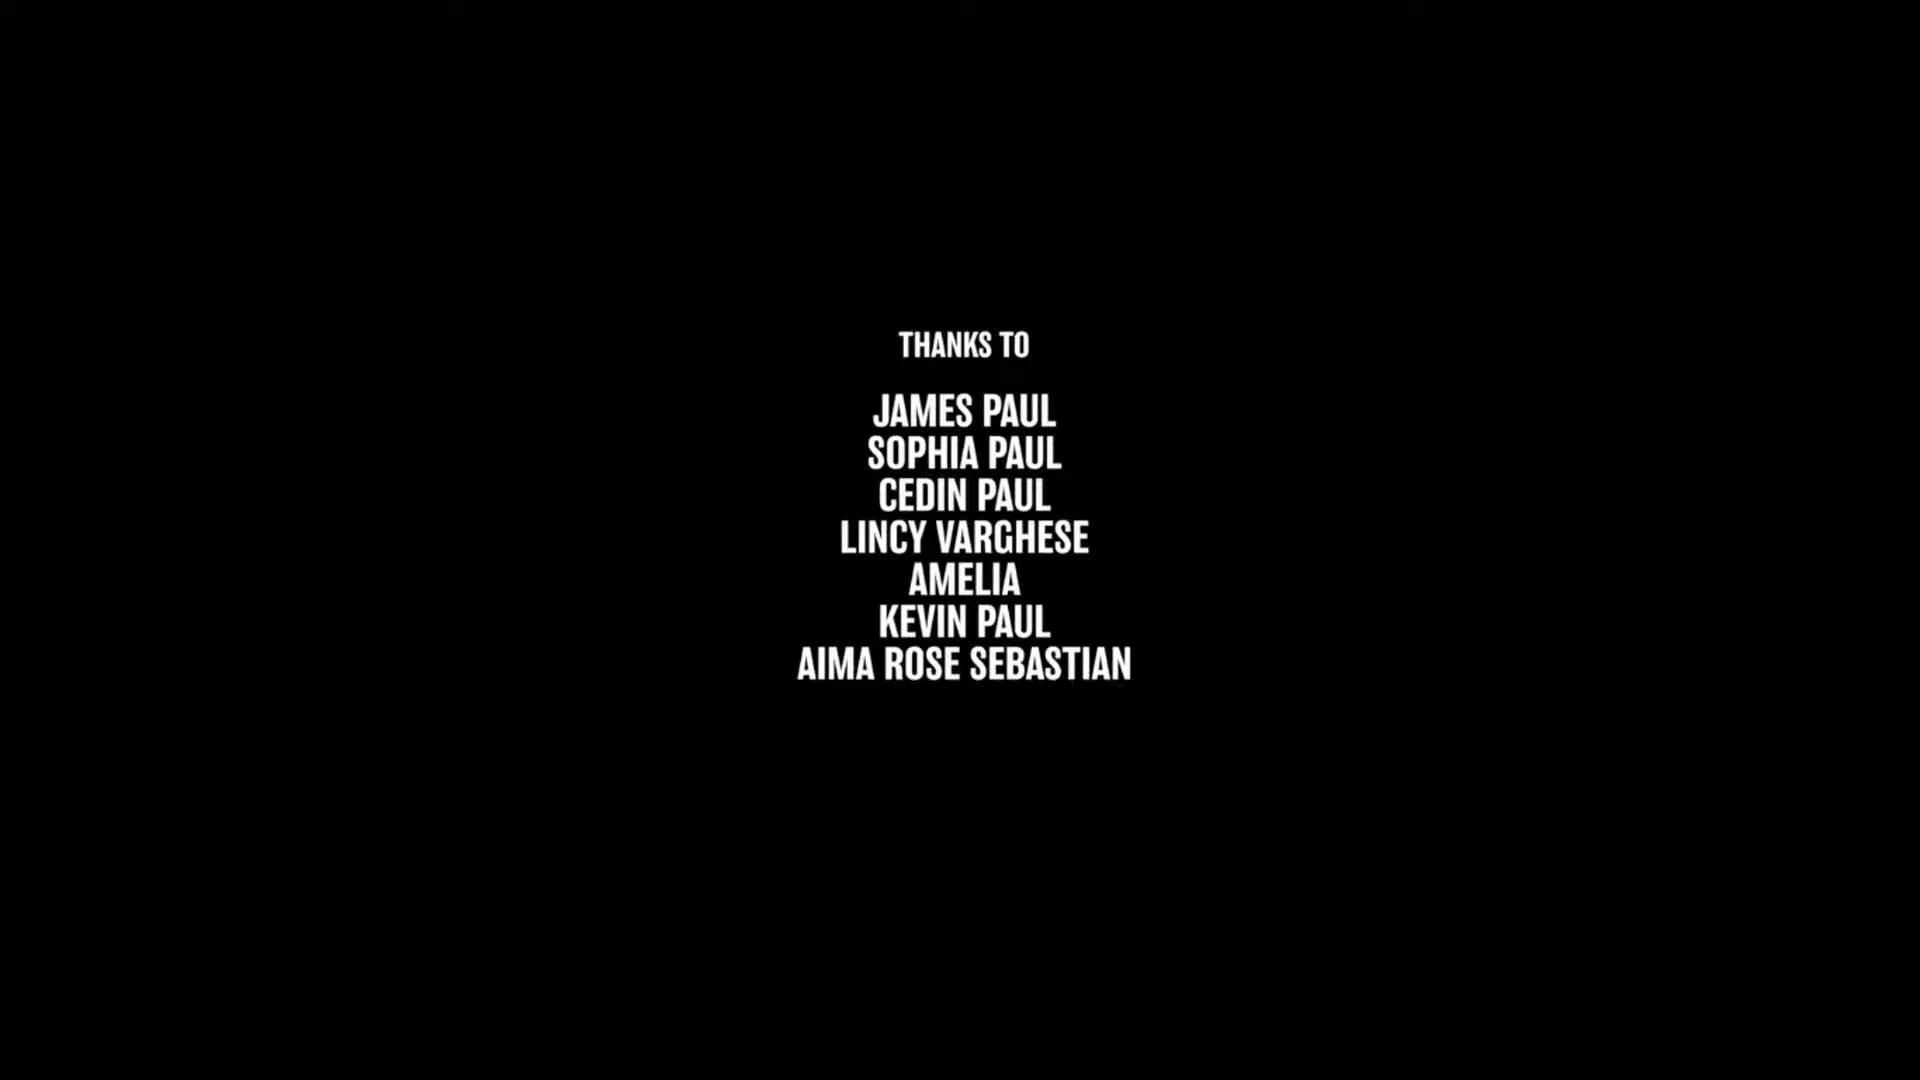 THANKS TO
JAMES PAUL
SOPHIA PAUL
CEDIN PAUL
LINCY VARGHESE
AMELIA
KEVIN PAUL
AIMA ROSE SEBASTIAN